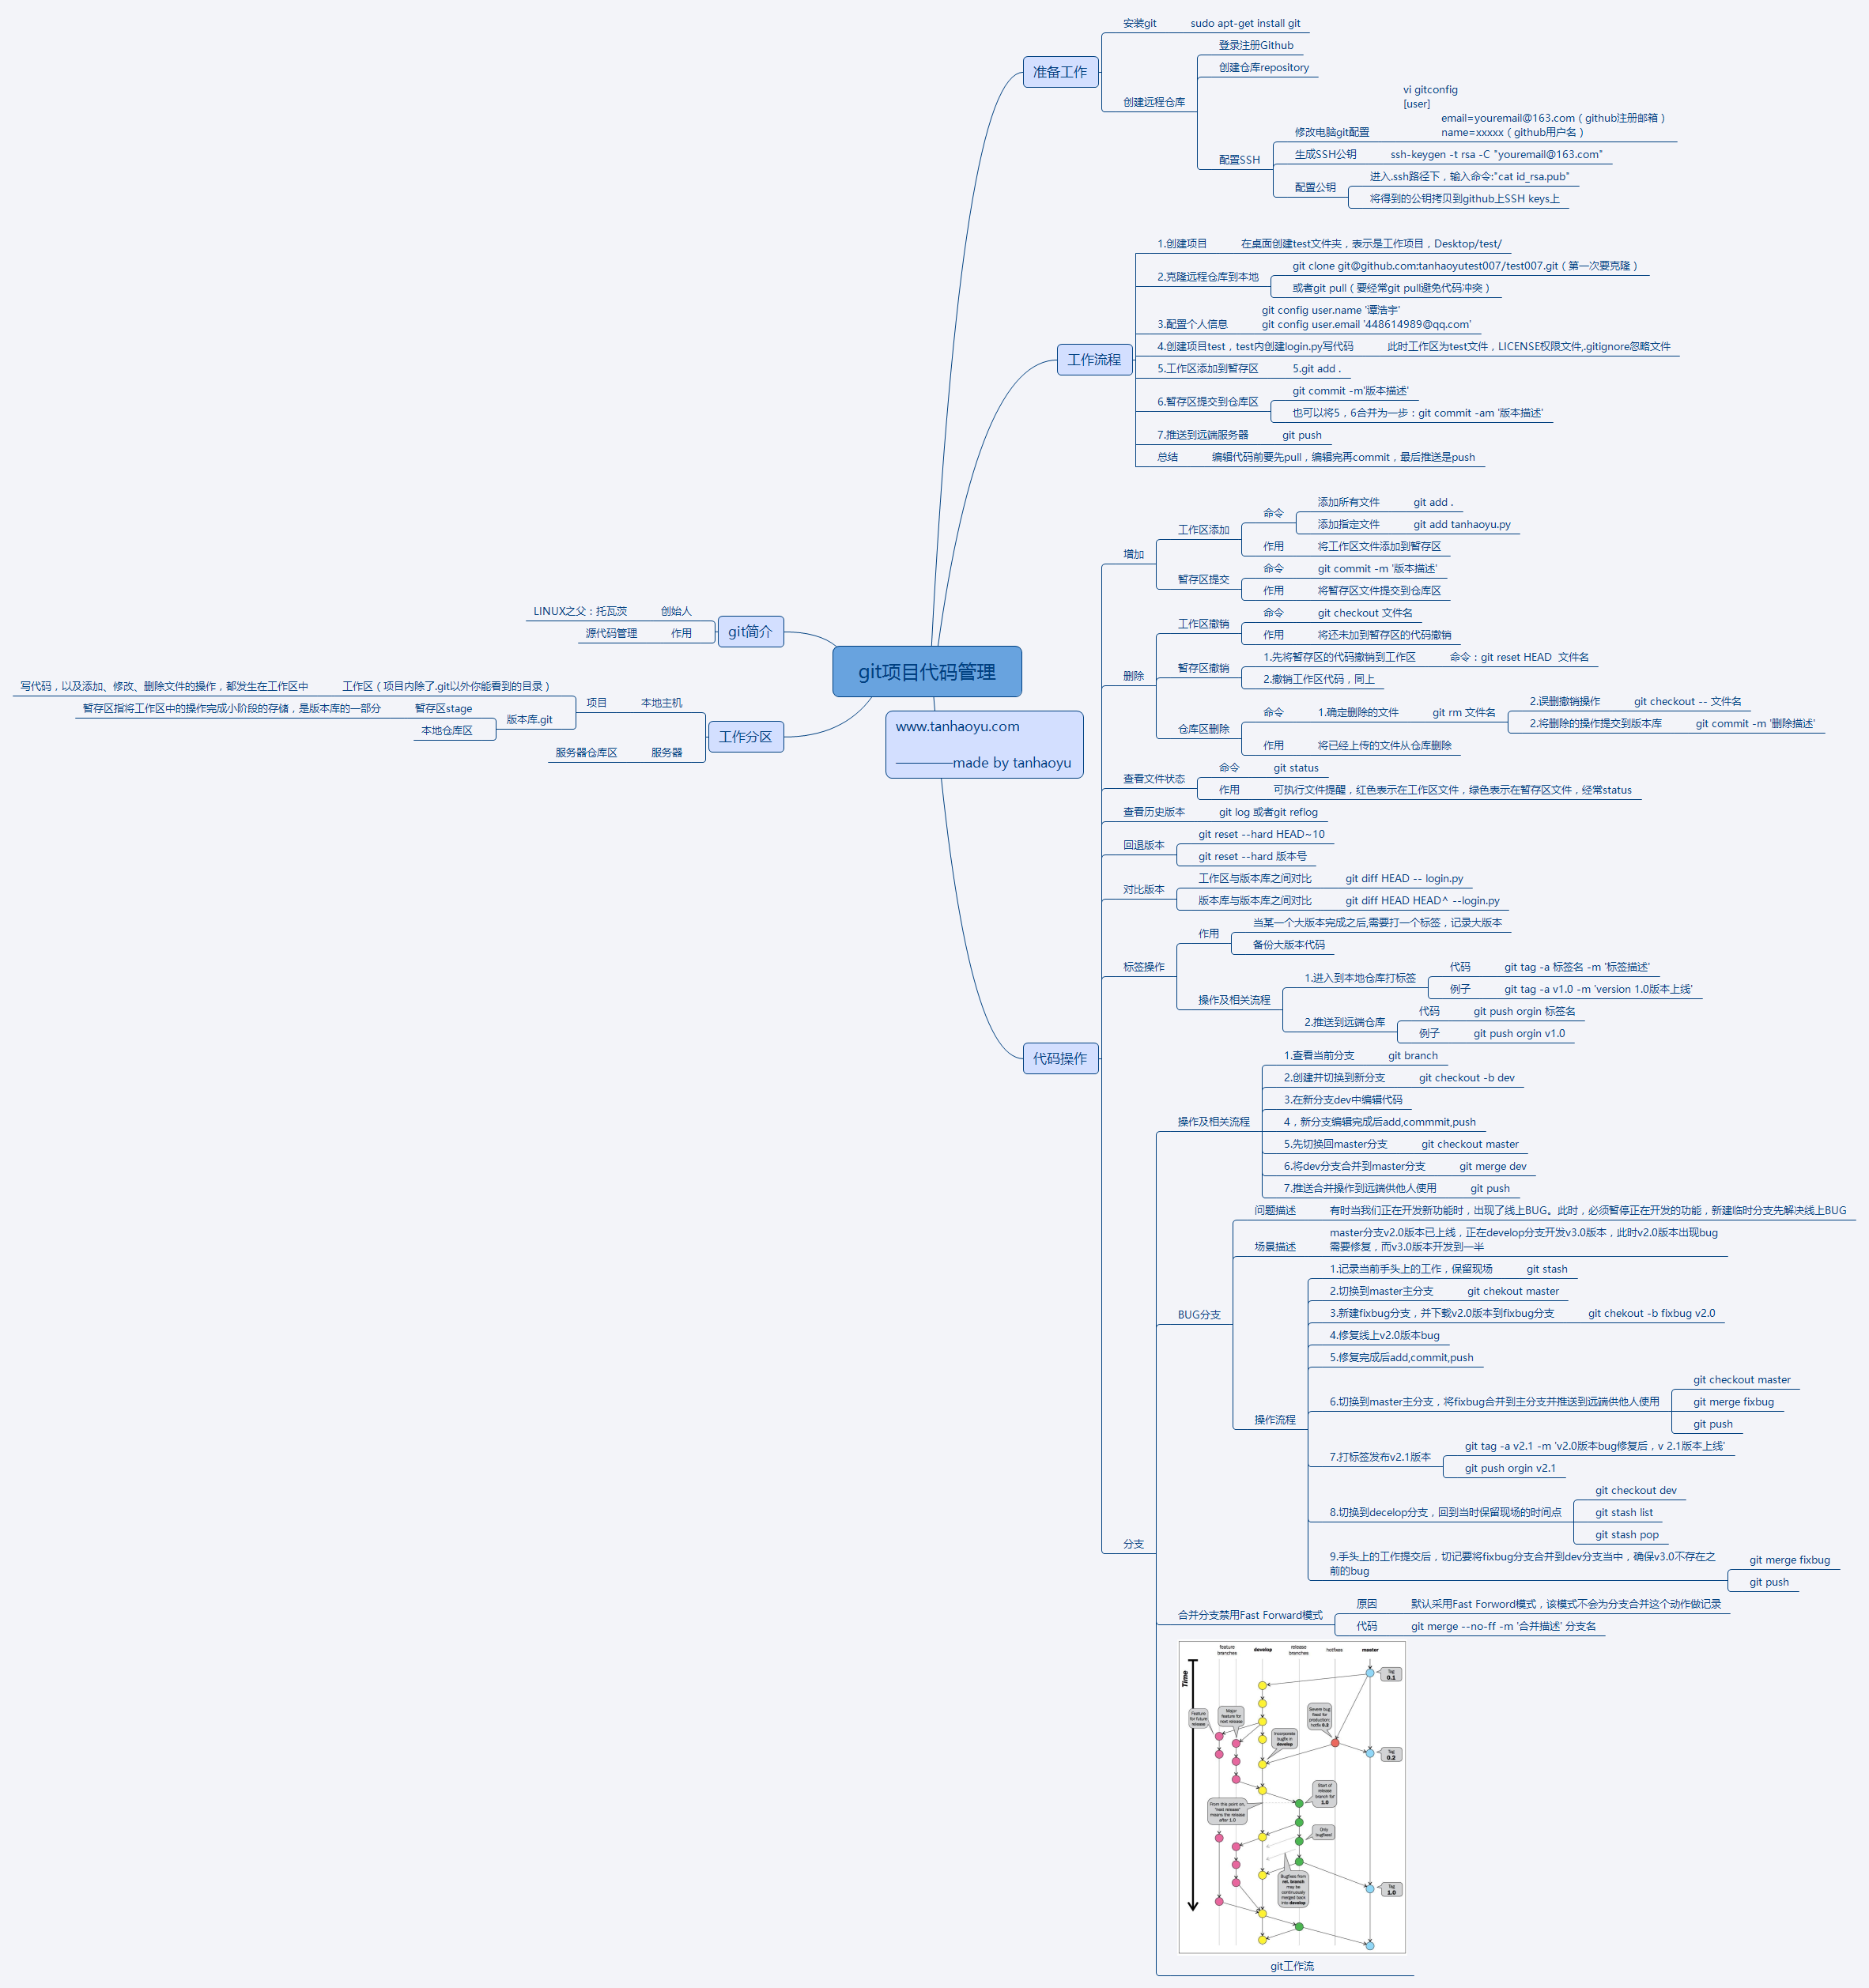 git项目代码管理
www.tanhaoyu.com
————made by tanhaoyu
准备工作
安装git
sudo apt-get install git
创建远程仓库
登录注册Github
创建仓库repository
配置SSH
修改电脑git配置
vi gitconfig
[user]
email=youremail@163.com（github注册邮箱）
name=xxxxx（github用户名）
生成SSH公钥
ssh-keygen -t rsa -C "youremail@163.com"
配置公钥
进入.ssh路径下，输入命令:"cat id_rsa.pub"
将得到的公钥拷贝到github上SSH keys上
工作流程
1.创建项目
在桌面创建test文件夹，表示是工作项目，Desktop/test/
2.克隆远程仓库到本地
git clone git@github.com:tanhaoyutest007/test007.git（第一次要克隆）
或者git pull（要经常git pull避免代码冲突）
3.配置个人信息
git config user.name '谭浩宇'
git config user.email '448614989@qq.com'
4.创建项目test，test内创建login.py写代码
此时工作区为test文件，LICENSE权限文件,.gitignore忽略文件
5.工作区添加到暂存区
5.git add .
6.暂存区提交到仓库区
git commit -m'版本描述'
也可以将5，6合并为一步：git commit -am '版本描述'
7.推送到远端服务器
git push
总结
编辑代码前要先pull，编辑完再commit，最后推送是push
git简介
创始人
LINUX之父：托瓦茨
作用
源代码管理
工作分区
本地主机
项目
工作区（项目内除了.git以外你能看到的目录）
写代码，以及添加、修改、删除文件的操作，都发生在工作区中
版本库.git
暂存区stage
暂存区指将工作区中的操作完成小阶段的存储，是版本库的一部分
本地仓库区
服务器
服务器仓库区
代码操作
增加
工作区添加
命令
添加所有文件
git add .
添加指定文件
git add tanhaoyu.py
作用
将工作区文件添加到暂存区
暂存区提交
命令
git commit -m '版本描述'
作用
将暂存区文件提交到仓库区
删除
工作区撤销
命令
git checkout 文件名
作用
将还未加到暂存区的代码撤销
暂存区撤销
1.先将暂存区的代码撤销到工作区
命令：git reset HEAD  文件名
2.撤销工作区代码，同上
仓库区删除
命令
1.确定删除的文件
git rm 文件名
2.误删撤销操作
git checkout -- 文件名
2.将删除的操作提交到版本库
git commit -m '删除描述'
作用
将已经上传的文件从仓库删除
查看文件状态
命令
git status
作用
可执行文件提醒，红色表示在工作区文件，绿色表示在暂存区文件，经常status
查看历史版本
git log 或者git reflog
回退版本
git reset --hard HEAD~10
git reset --hard 版本号
对比版本
工作区与版本库之间对比
git diff HEAD -- login.py
版本库与版本库之间对比
git diff HEAD HEAD^ --login.py
标签操作
作用
当某一个大版本完成之后,需要打一个标签，记录大版本
备份大版本代码
操作及相关流程
1.进入到本地仓库打标签
代码
git tag -a 标签名 -m '标签描述'
例子
git tag -a v1.0 -m 'version 1.0版本上线'
2.推送到远端仓库
代码
git push orgin 标签名
例子
git push orgin v1.0
分支
操作及相关流程
1.查看当前分支
git branch
2.创建并切换到新分支
git checkout -b dev
3.在新分支dev中编辑代码
4，新分支编辑完成后add,commmit,push
5.先切换回master分支
git checkout master
6.将dev分支合并到master分支
git merge dev
7.推送合并操作到远端供他人使用
git push
BUG分支
问题描述
有时当我们正在开发新功能时，出现了线上BUG。此时，必须暂停正在开发的功能，新建临时分支先解决线上BUG
场景描述
master分支v2.0版本已上线，正在develop分支开发v3.0版本，此时v2.0版本出现bug
需要修复，而v3.0版本开发到一半
操作流程
1.记录当前手头上的工作，保留现场
git stash
2.切换到master主分支
git chekout master
3.新建fixbug分支，并下载v2.0版本到fixbug分支
git chekout -b fixbug v2.0
4.修复线上v2.0版本bug
5.修复完成后add,commit,push
6.切换到master主分支，将fixbug合并到主分支并推送到远端供他人使用
git checkout master
git merge fixbug
git push
7.打标签发布v2.1版本
git tag -a v2.1 -m 'v2.0版本bug修复后，v 2.1版本上线'
git push orgin v2.1
8.切换到decelop分支，回到当时保留现场的时间点
git checkout dev
git stash list
git stash pop
9.手头上的工作提交后，切记要将fixbug分支合并到dev分支当中，确保v3.0不存在之
前的bug
git merge fixbug
git push
合并分支禁用Fast Forward模式
原因
默认采用Fast Forword模式，该模式不会为分支合并这个动作做记录
代码
git merge --no-ff -m '合并描述' 分支名
feature
branches
develop
release
branches
hotfixes
master
Time
Tag
0.1
Feature
for future
release
Major
feature for
next release
Severe bug
fixed for
production:
hotfix 0.2
Incorporate
bugfix in
develop
Tag
0.2
Start of
release
branch for
1.0
From this point on,
"next release"
means the release
after 1.0
Only
bugfixes!
Bugfixes from
rel. branch
may be
continuously
merged back
into develop
Tag
1.0
git工作流